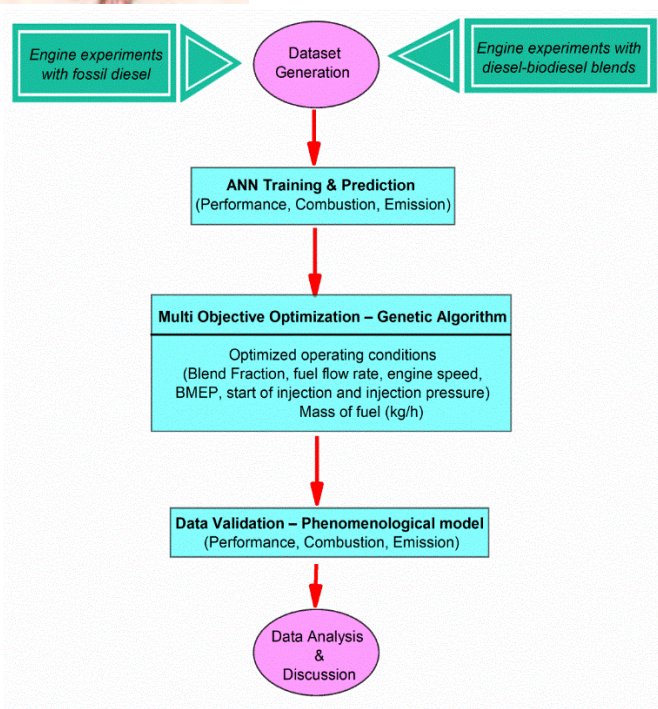 Engine experiments
with fossil diesel
Dataset
Generation
Engine experiments with
diesel-biodiesel blends
ANN Training & Prediction
(Performance, Combustion, Emission)
Multi Objective Optimization – Genetic Algorithm
Optimized operating conditions
(Blend Fraction, fuel flow rate, engine speed,
BMEP, start of injection and injection pressure)
Mass of fuel (kg/h)
Data Validation – Phenomenological model
(Performance, Combustion, Emission)
Data Analysis
&
Discussion